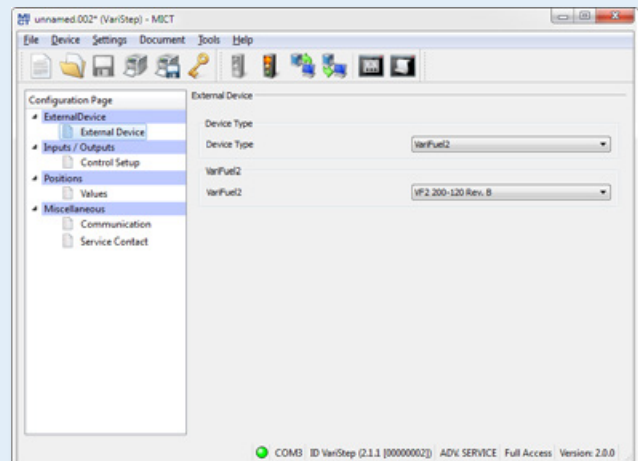 unnamed.002* (VariStep) - MICT
File Device Settings Document Tools Help
Configuration Page
ExternalDevice
External Device
Inputs / Outputs
Control Setup
Positions
Values
Miscellaneous
Communication
Service Contact
External Device
Device Type
Device Type VariFuel2
VariFuel2
VariFuel2 VF2 200-120 Rev. B
COM3 ID VariStep (2.1.1 [00000002]) ADV. SERVICE Full Access Version: 2.0.0